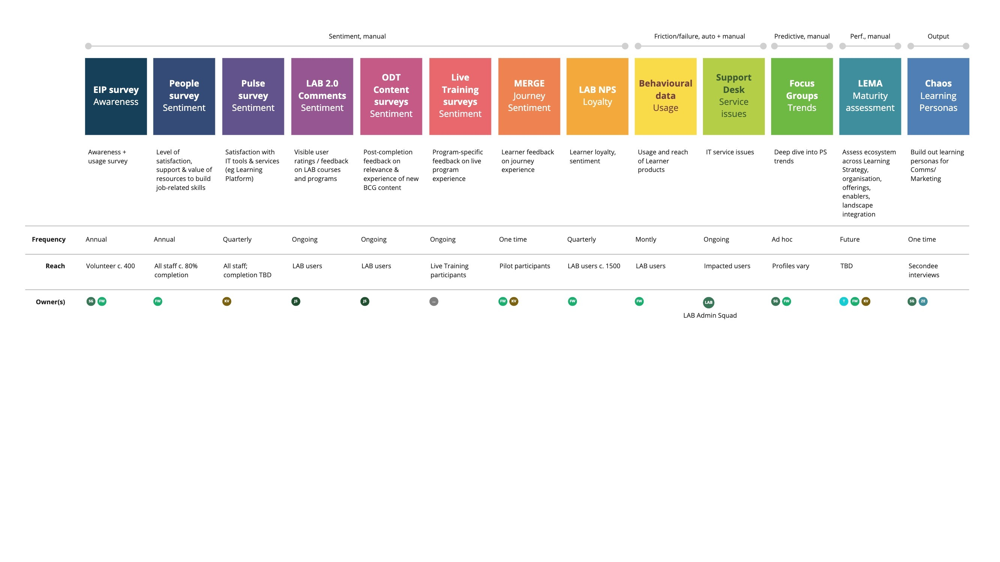 Sentiment, manual
Friction/failure, auto + manual
Predictive, manual
Perf., manual
Output
EIP survey
Awareness
People
survey
Sentiment
Pulse
survey
Sentiment
LAB 2.0
Comments
Sentiment
ODT
Content
surveys
Sentiment
Live
Training
surveys
Sentiment
MERGE
Journey
Sentiment
LAB NPS
Loyalty
Behavioural
data
Usage
Support
Desk
Service
issues
Focus
Groups
Trends
LEMA
Maturity
assessment
Chaos
Learning
Personas
Awareness +
usage survey
Level of
satisfaction,
support & value of
resources to build
job-related skills
Satisfaction with
IT tools & services
(eg Learning
Platform)
Visible user
ratings / feedback
on LAB courses
and programs
Post-completion
feedback on
relevance &
experience of new
BCG content
Program-specific
feedback on live
program
experience
Learner feedback
on journey
experience
Learner loyalty,
sentiment
Usage and reach
of Learner
products
IT service issues
Deep dive into PS
trends
Assess ecosystem
across Learning
Strategy,
organisation,
offerings,
enablers,
landscape
integration
Build out learning
personas for
Comms/
Marketing
Frequency
Annual
Annual
Quarterly
Ongoing
Ongoing
Ongoing
One time
Quarterly
Montly
Ongoing
Ad hoc
Future
One time
Reach
Volunteer c. 400
All staff c. 80%
completion
All staff;
completion TBD
LAB users
LAB users
Live Training
participants
Pilot participants
LAB users c. 1500
LAB users
Impacted users
Profiles vary
TBD
Secondee
interviews
Owner(s)
SG FW
FW
KV
JS
JS
...
FW KV
FW
FW
LAB
LAB Admin Squad
SG FW
T FW KV
SG ZE